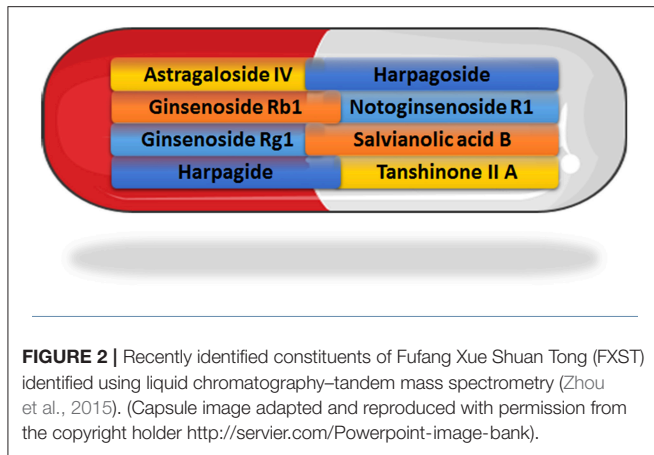 Astragaloside IV Harpagoside
Ginsenoside Rb1 Notoginsenoside R1
Ginsenoside Rg1 Salvianolic acid B
Harpagide Tanshinone II A
FIGURE 2 | Recently identified constituents of Fufang Xue Shuan Tong (FXST)
identified using liquid chromatography–tandem mass spectrometry (Zhou
et al., 2015). (Capsule image adapted and reproduced with permission from
the copyright holder http://servier.com/Powerpoint-image-bank).